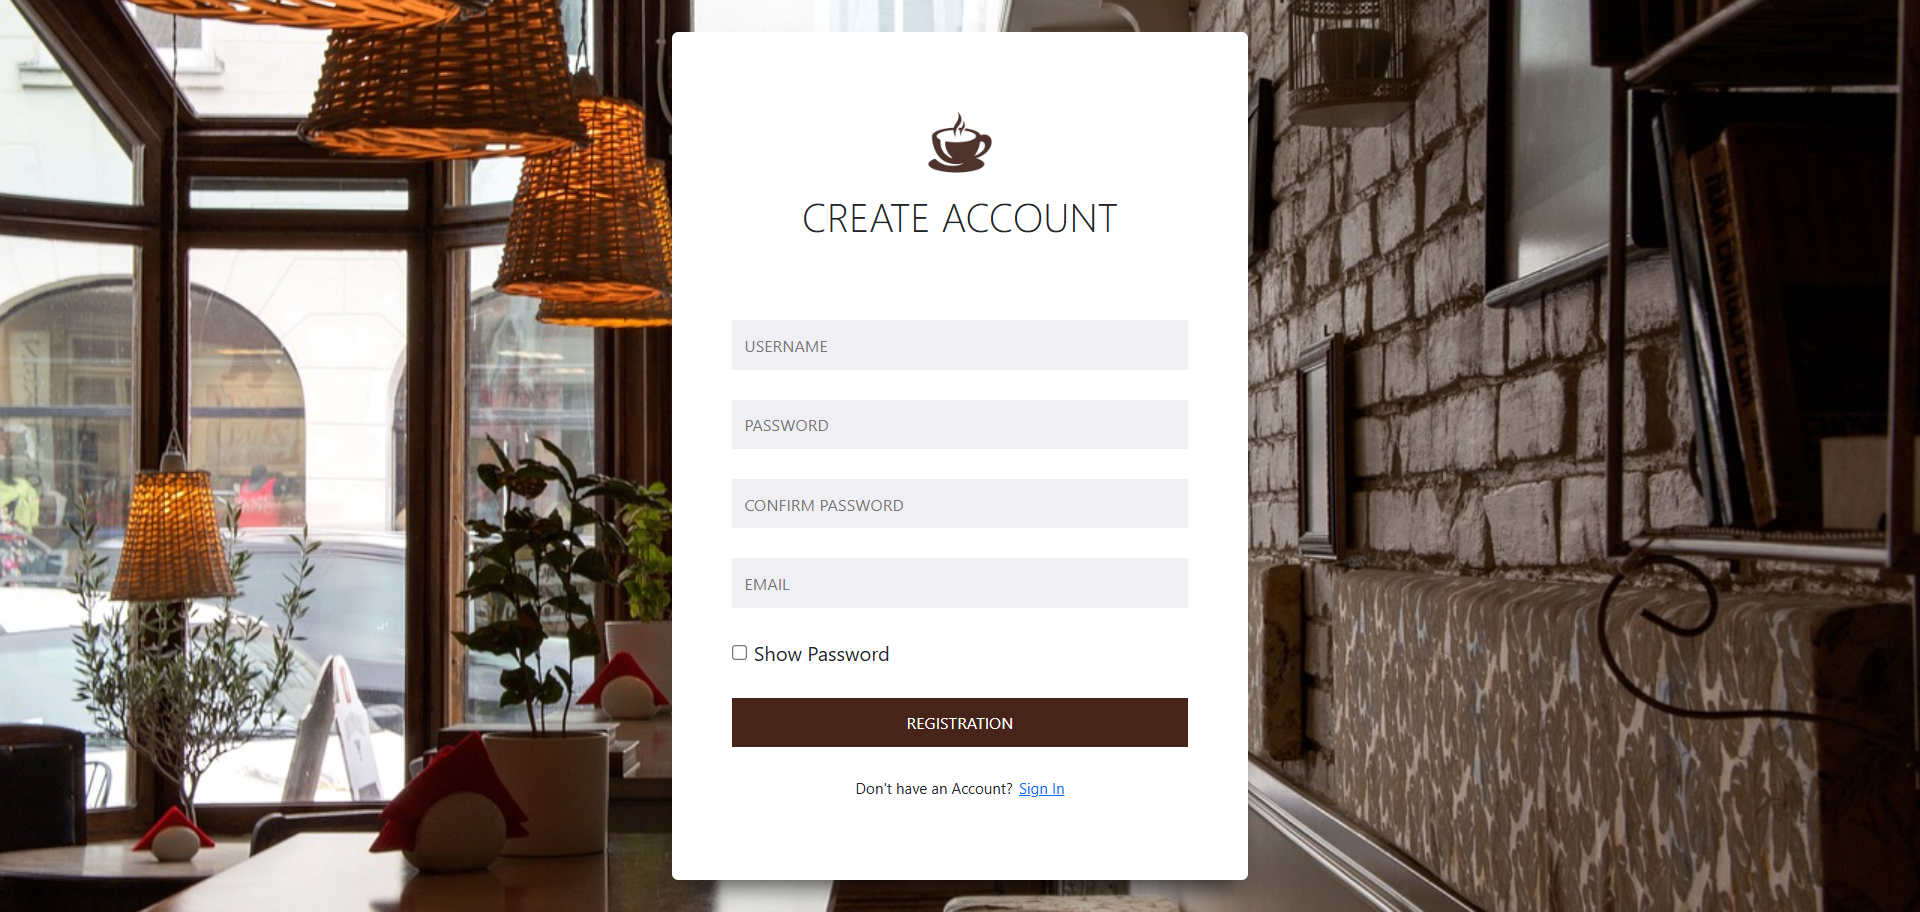 CREATE ACCOUNT
USERNAME
PASSWORD
CONFIRM PASSWORD
EMAIL
Show Password
REGISTRATION
Don't have an Account? Sign In